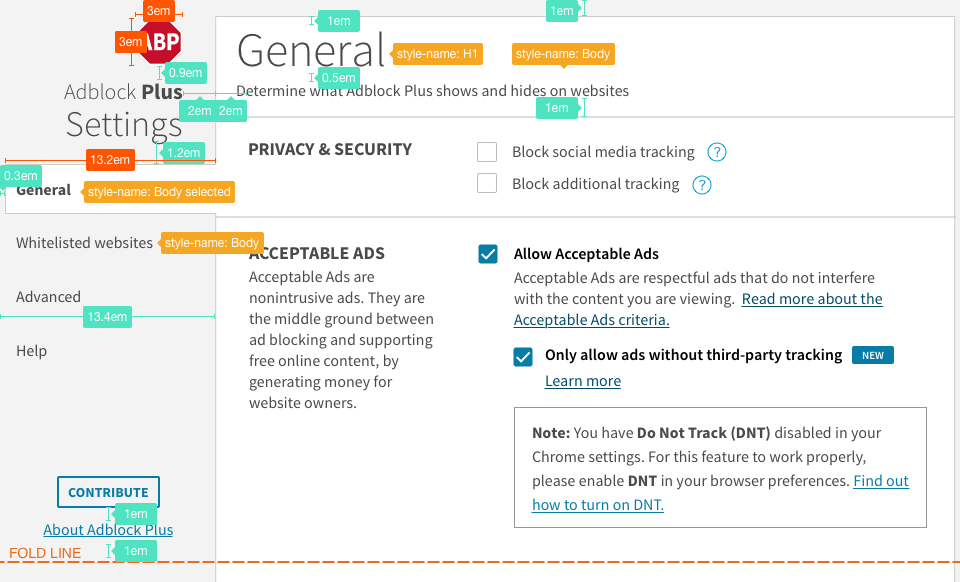 3em
1em
1em
3em
ABP
General
style-name: H1
style-name: Body
0.9em
0.5em
Adblock Plus
Determine what Adblock Plus shows and hides on websites
2em
2em
1em
Settings
1.2em
13.2em
PRIVACY & SECURITY
Block social media tracking
?
0.3em
General
style-name: Body selected
Block additional tracking
?
Whitelisted websites
style-name: Body
ACCEPTABLE ADS
Allow Acceptable Ads
Acceptable Ads are
nonintrusive ads. They are
the middle ground between
ad blocking and supporting
free online content, by
generating money for
website owners.
Acceptable Ads are respectful ads that do not interfere
with the content you are viewing. Read more about the
Acceptable Ads criteria.
Advanced
13.4em
Help
Only allow ads without third-party tracking
NEW
Learn more
Note: You have Do Not Track (DNT) disabled in your
Chrome settings. For this feature to work properly,
please enable DNT in your browser preferences. Find out
how to turn on DNT.
CONTRIBUTE
1em
About Adblock Plus
1em
FOLD LINE